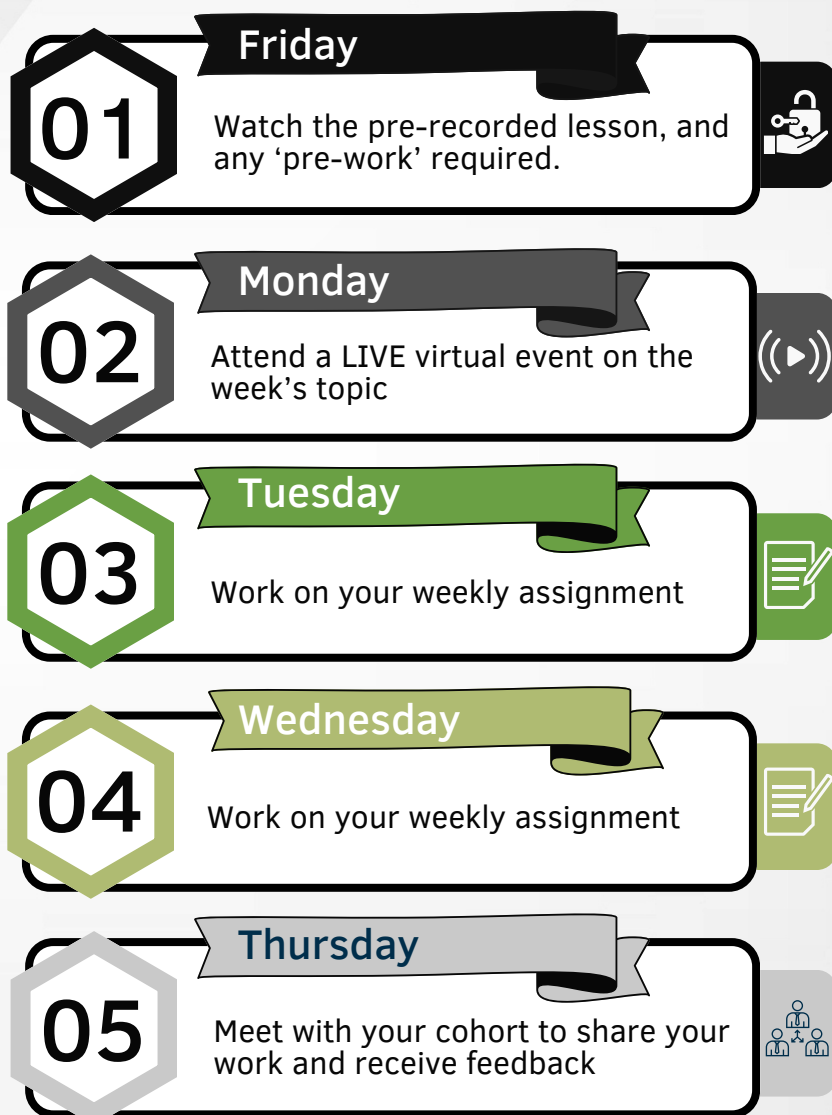 Friday
01
Watch the pre-recorded lesson, and
any ‘pre-work’ required.
Monday
02
Attend a LIVE virtual event on the
week’s topic
Tuesday
03
Work on your weekly assignment
Wednesday
04
Work on your weekly assignment
Thursday
05
Meet with your cohort to share your
work and receive feedback